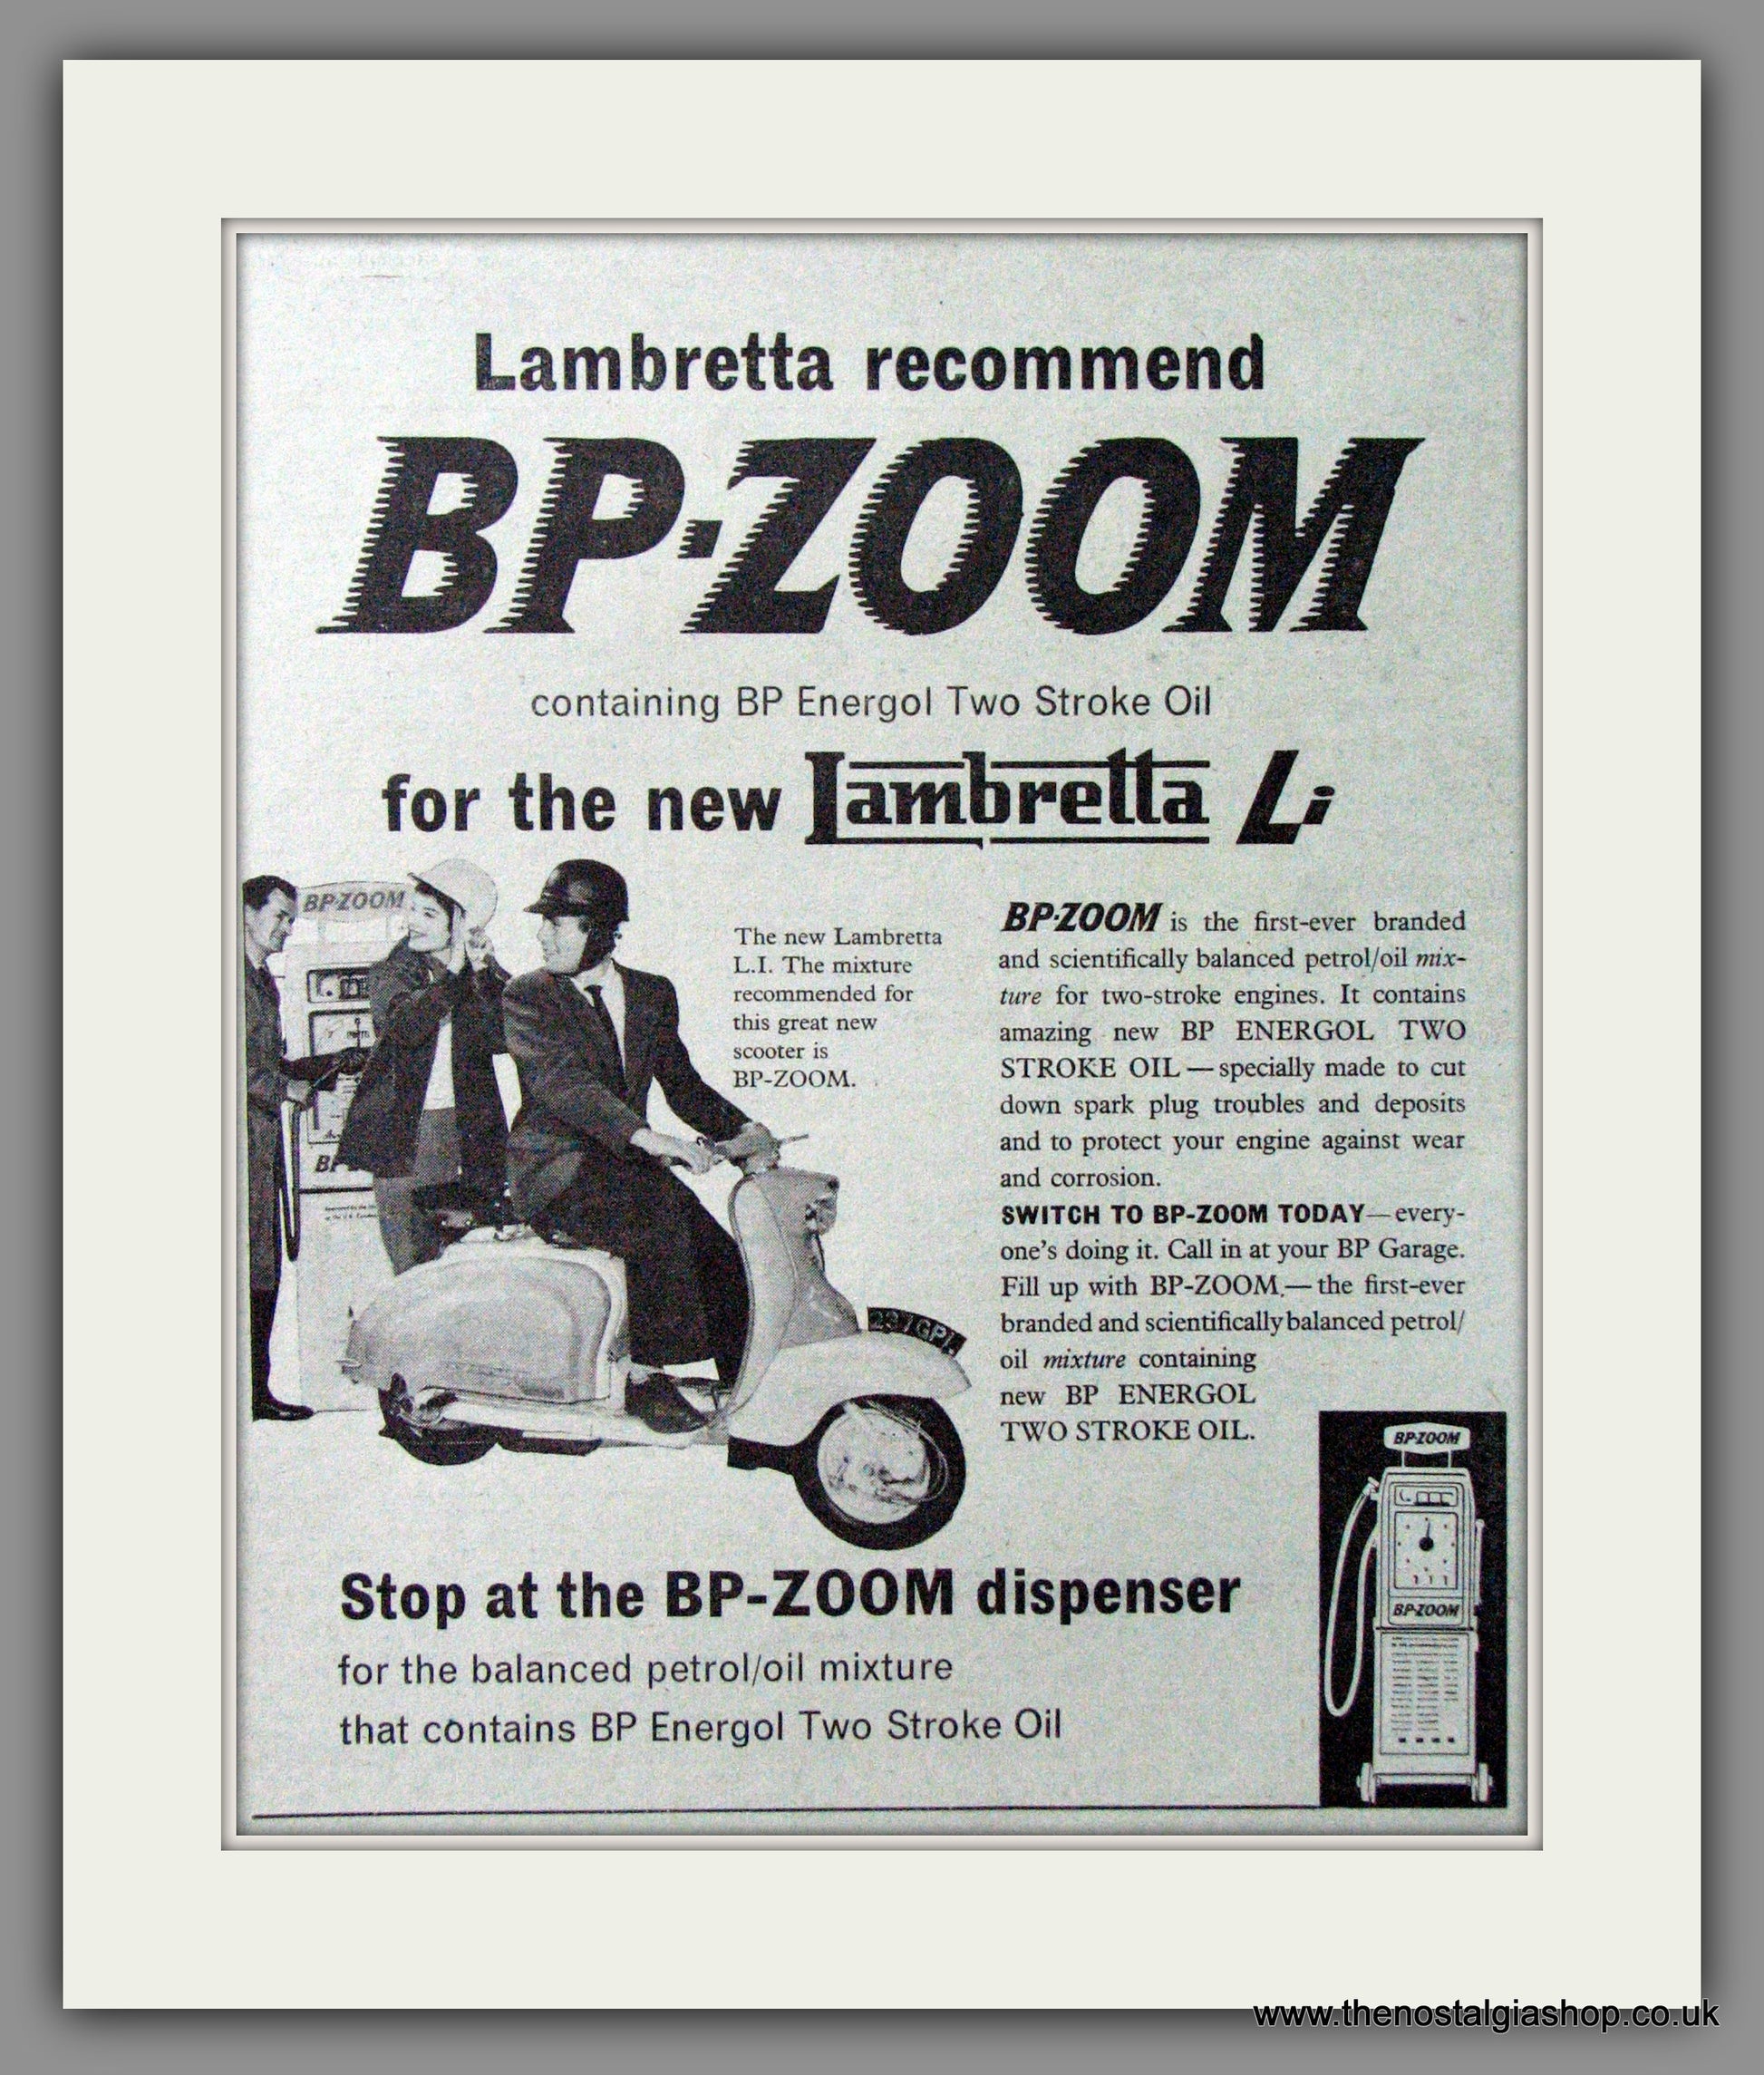 Lambretta recommend
BP-ZOOM
containing BP Energol Two Stroke Oil
for the new Lambretta Li
BP-ZOOM
BP
The new Lambretta
L.I. The mixture
recommended for
this great new
scooter is
BP-ZOOM.
BP-ZOOM is the first-ever branded
and scientifically balanced petrol/oil mix-
ture for two-stroke engines. It contains
amazing new BP ENERGOL TWO
STROKE OIL — specially made to cut
down spark plug troubles and deposits
and to protect your engine against wear
and corrosion.
SWITCH TO BP-ZOOM TODAY—every-
one's doing it. Call in at your BP Garage.
Fill up with BP-ZOOM.— the first-ever
branded and scientifically balanced petrol/
oil mixture containing
new BP ENERGOL
TWO STROKE OIL.
BP-ZOOM
BP-ZOOM
Stop at the BP-ZOOM dispenser
for the balanced petrol/oil mixture
that contains BP Energol Two Stroke Oil
www.thenostalgiashop.co.uk